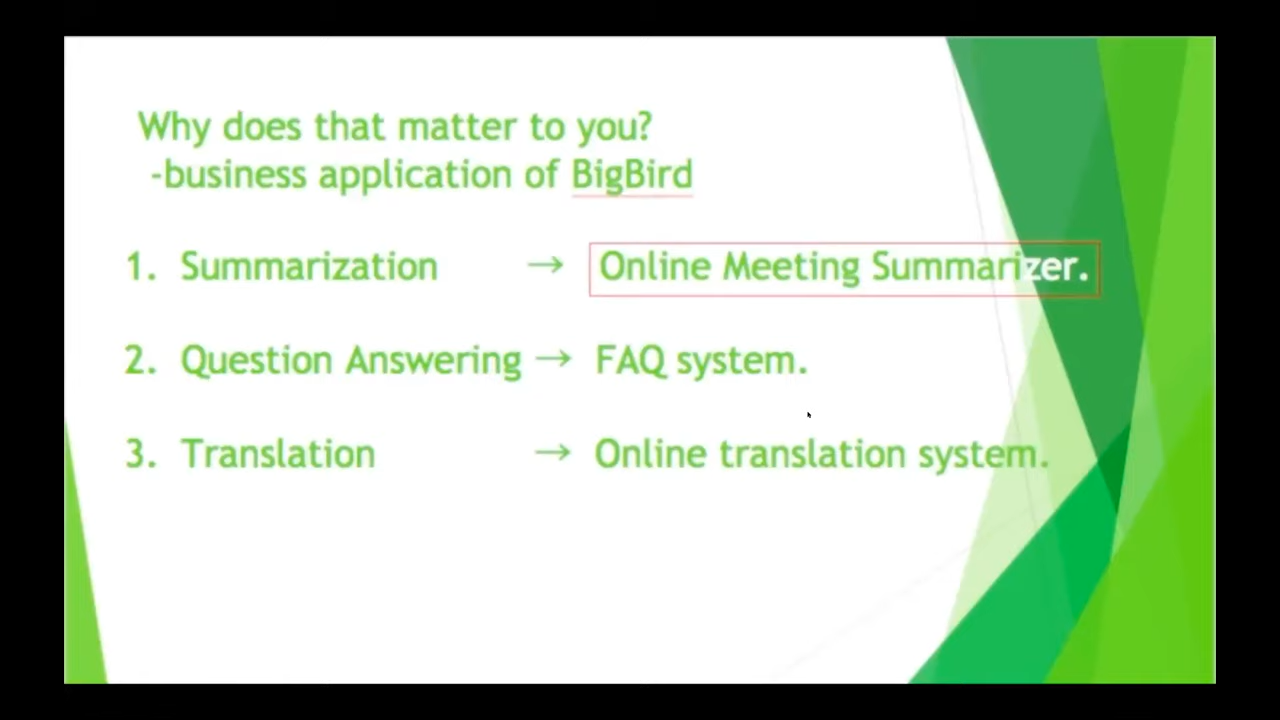 Why does that matter to you?
-business application of BigBird
1. Summarization → Online Meeting Summarizer.
2. Question Answering → FAQ system.
3. Translation → Online translation system.